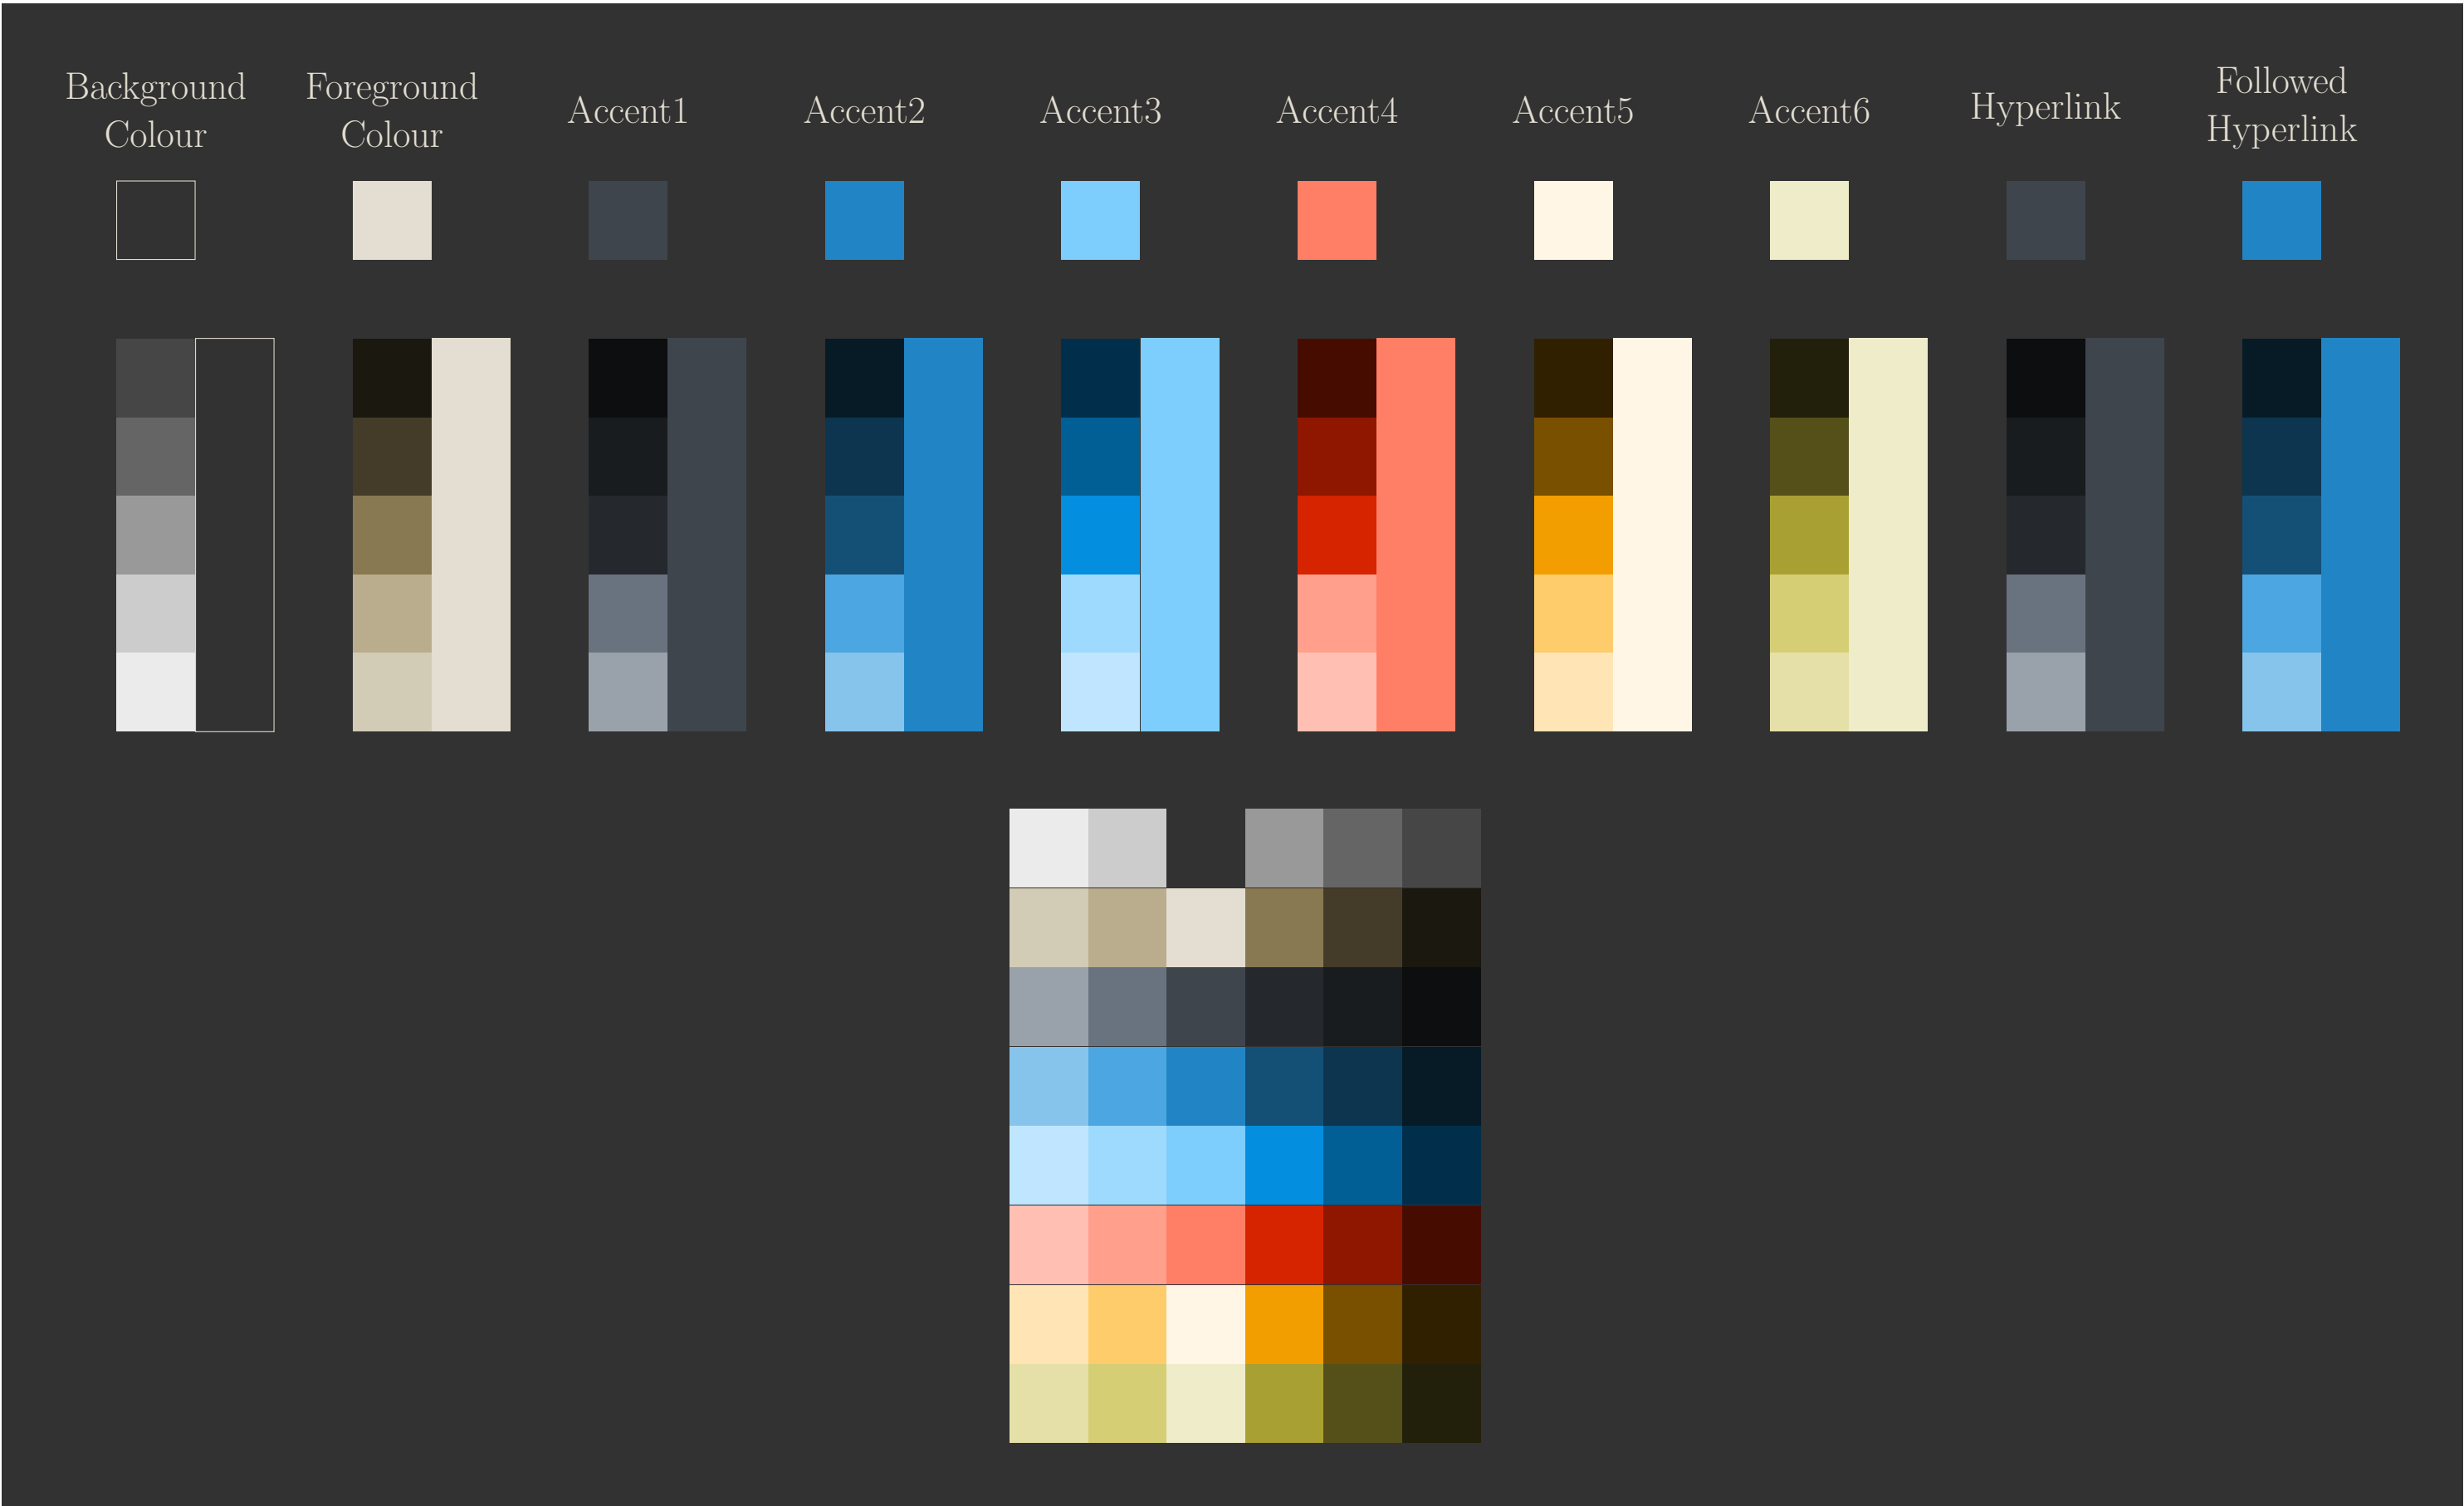 Background
Colour
Foreground
Colour
Accent1
Accent2
Accent3
Accent4
Accent5
Accent6
Hyperlink
Followed
Hyperlink